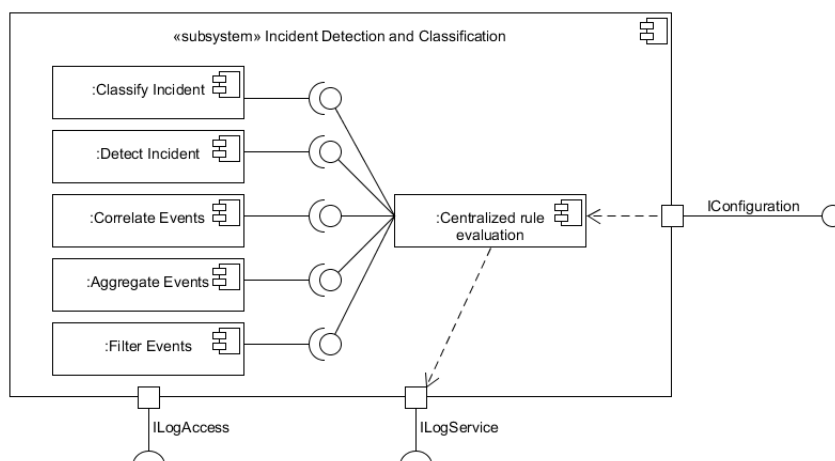 «subsystem» Incident Detection and Classification
:Classify Incident
:Detect Incident
:Correlate Events
:Aggregate Events
:Filter Events
:Centralized rule
evaluation
IConfiguration
ILogAccess
ILogService